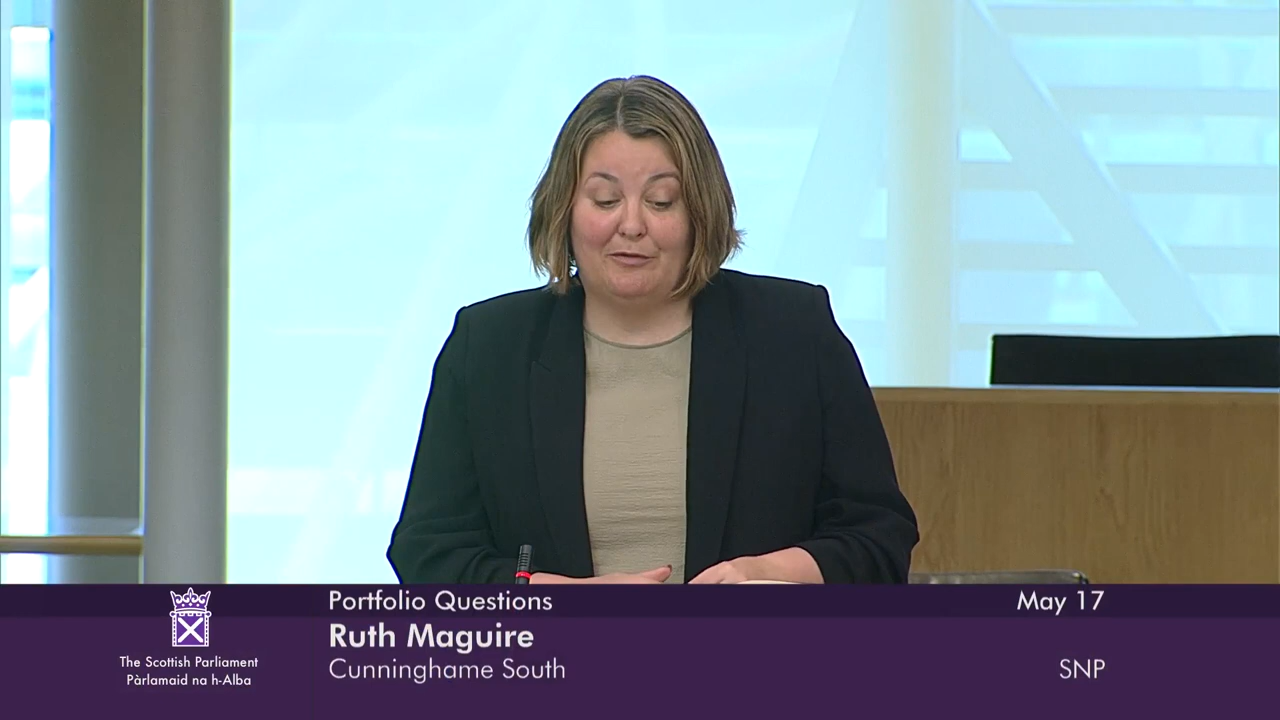 Portfolio Questions
May 17
Ruth Maguire
Cunninghame South
SNP
The Scottish Parliament
Pàrlamaid na h-Alba